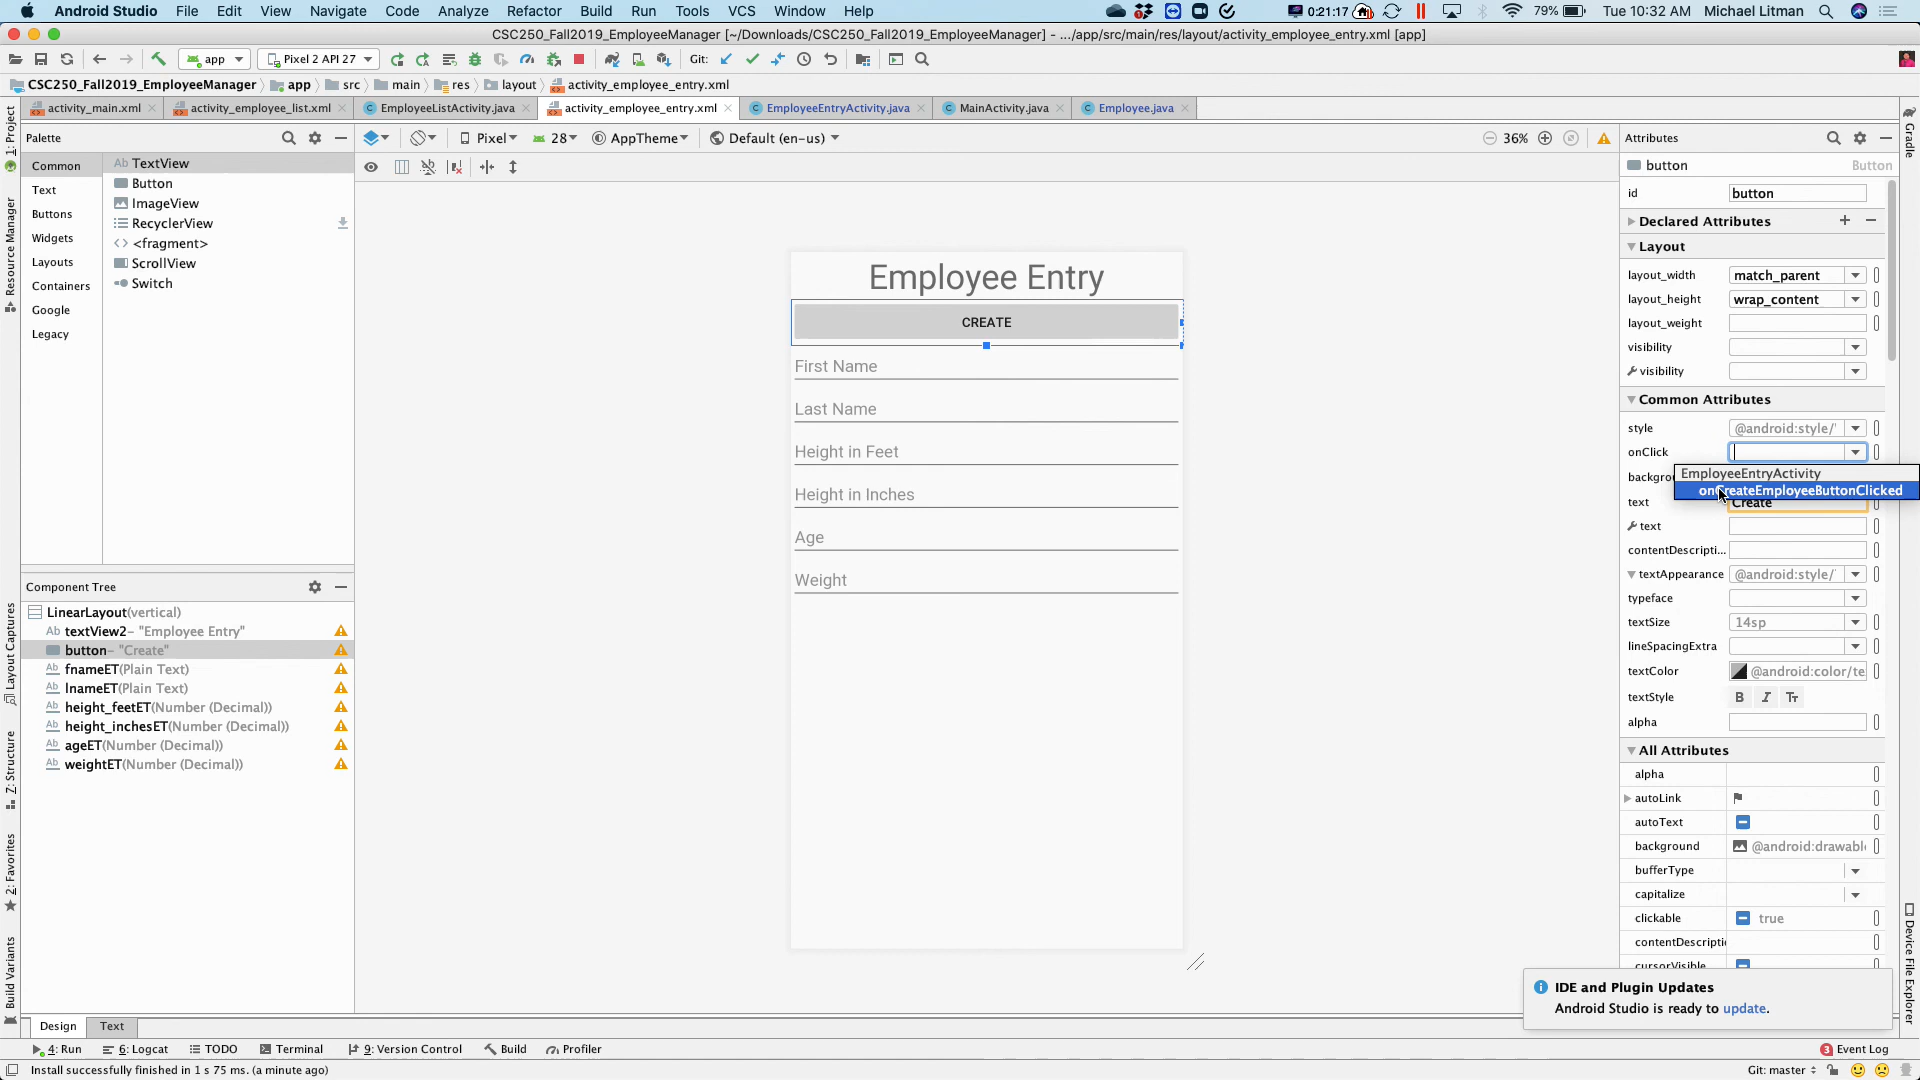 Android Studio File Edit View Navigate Code Analyze Refactor Build Run Tools VCS Window Help 0:21:17 79% Tue 10:32 AM Michael Litman
CSC250_Fall2019_EmployeeManager [~/Downloads/CSC250_Fall2019_EmployeeManager] - .../app/src/main/res/layout/activity_employee_entry.xml [app]
app Pixel 2 API 27 Git:
CSC250_Fall2019_EmployeeManager app src main res layout activity_employee_entry.xml
activity_main.xml activity_employee_list.xml EmployeeListActivity.java activity_employee_entry.xml EmployeeEntryActivity.java MainActivity.java Employee.java
1: Project
Resource Manager
Layout Captures
Z: Structure
2: Favorites
Build Variants
Palette
Common
Text
Buttons
Widgets
Layouts
Containers
Google
Legacy
Ab TextView
Button
ImageView
RecyclerView
<fragment>
ScrollView
Switch
Pixel 28 AppTheme Default (en-us) 36%
Component Tree
LinearLayout(vertical)
Ab textView2- "Employee Entry"
button- "Create"
Ab fnameET(Plain Text)
Ab lnameET(Plain Text)
Ab height_feetET(Number (Decimal))
Ab height_inchesET(Number (Decimal))
Ab ageET(Number (Decimal))
Ab weightET(Number (Decimal))
Employee Entry
CREATE
First Name
Last Name
Height in Feet
Height in Inches
Age
Weight
Attributes
button Button
id button
Declared Attributes
Layout
layout_width match_parent
layout_height wrap_content
layout_weight
visibility
visibility
Common Attributes
style @android:style/
onClick
EmployeeEntryActivity
onCreateEmployeeButtonClicked
backgrou
text Create
text
contentDescripti...
textAppearance @android:style/
typeface
textSize 14sp
lineSpacingExtra
textColor @android:color/te
textStyle B I Tr
alpha
All Attributes
alpha
autoLink
autoText
background @android:drawabl
bufferType
capitalize
clickable true
contentDescripti
cursorVisible
IDE and Plugin Updates
Android Studio is ready to update.
Gradle
Device File Explorer
Design Text
4: Run 6: Logcat TODO Terminal 9: Version Control Build Profiler 3 Event Log
Install successfully finished in 1 s 75 ms. (a minute ago) Git: master